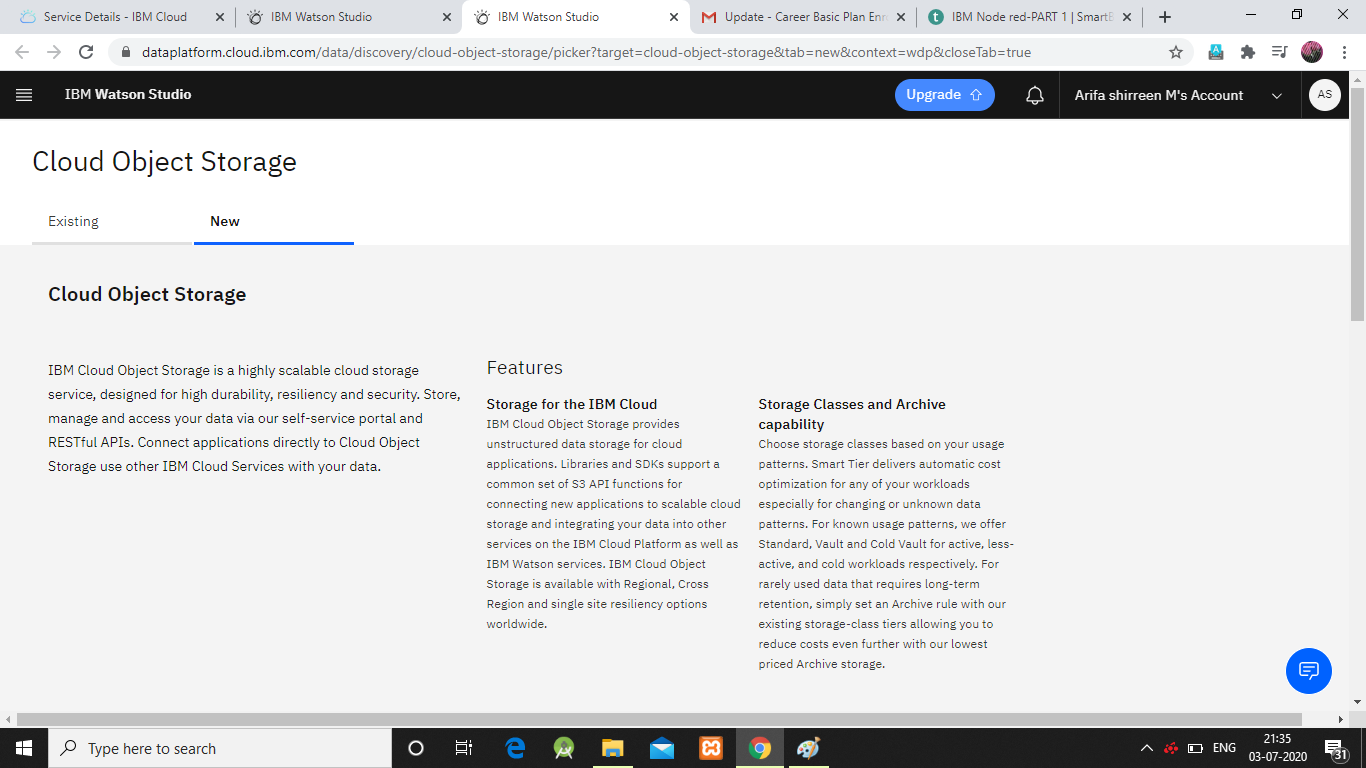 Service Details - IBM Cloud
IBM Watson Studio
IBM Watson Studio
Update - Career Basic Plan Enr
IBM Node red-PART 1 | SmartB
dataplatform.cloud.ibm.com/data/discovery/cloud-object-storage/picker?target=cloud-object-storage&tab=new&context=wdp&closeTab=true
IBM Watson Studio
Upgrade
Arifa shirreen M's Account
AS
Cloud Object Storage
Existing
New
Cloud Object Storage
IBM Cloud Object Storage is a highly scalable cloud storage
service, designed for high durability, resiliency and security. Store,
manage and access your data via our self-service portal and
RESTful APIs. Connect applications directly to Cloud Object
Storage use other IBM Cloud Services with your data.
Features
Storage for the IBM Cloud
IBM Cloud Object Storage provides
unstructured data storage for cloud
applications. Libraries and SDKs support a
common set of S3 API functions for
connecting new applications to scalable cloud
storage and integrating your data into other
services on the IBM Cloud Platform as well as
IBM Watson services. IBM Cloud Object
Storage is available with Regional, Cross
Region and single site resiliency options
worldwide.
Storage Classes and Archive
capability
Choose storage classes based on your usage
patterns. Smart Tier delivers automatic cost
optimization for any of your workloads
especially for changing or unknown data
patterns. For known usage patterns, we offer
Standard, Vault and Cold Vault for active, less-
active, and cold workloads respectively. For
rarely used data that requires long-term
retention, simply set an Archive rule with our
existing storage-class tiers allowing you to
reduce costs even further with our lowest
priced Archive storage.
Type here to search
ENG
21:35
03-07-2020
31